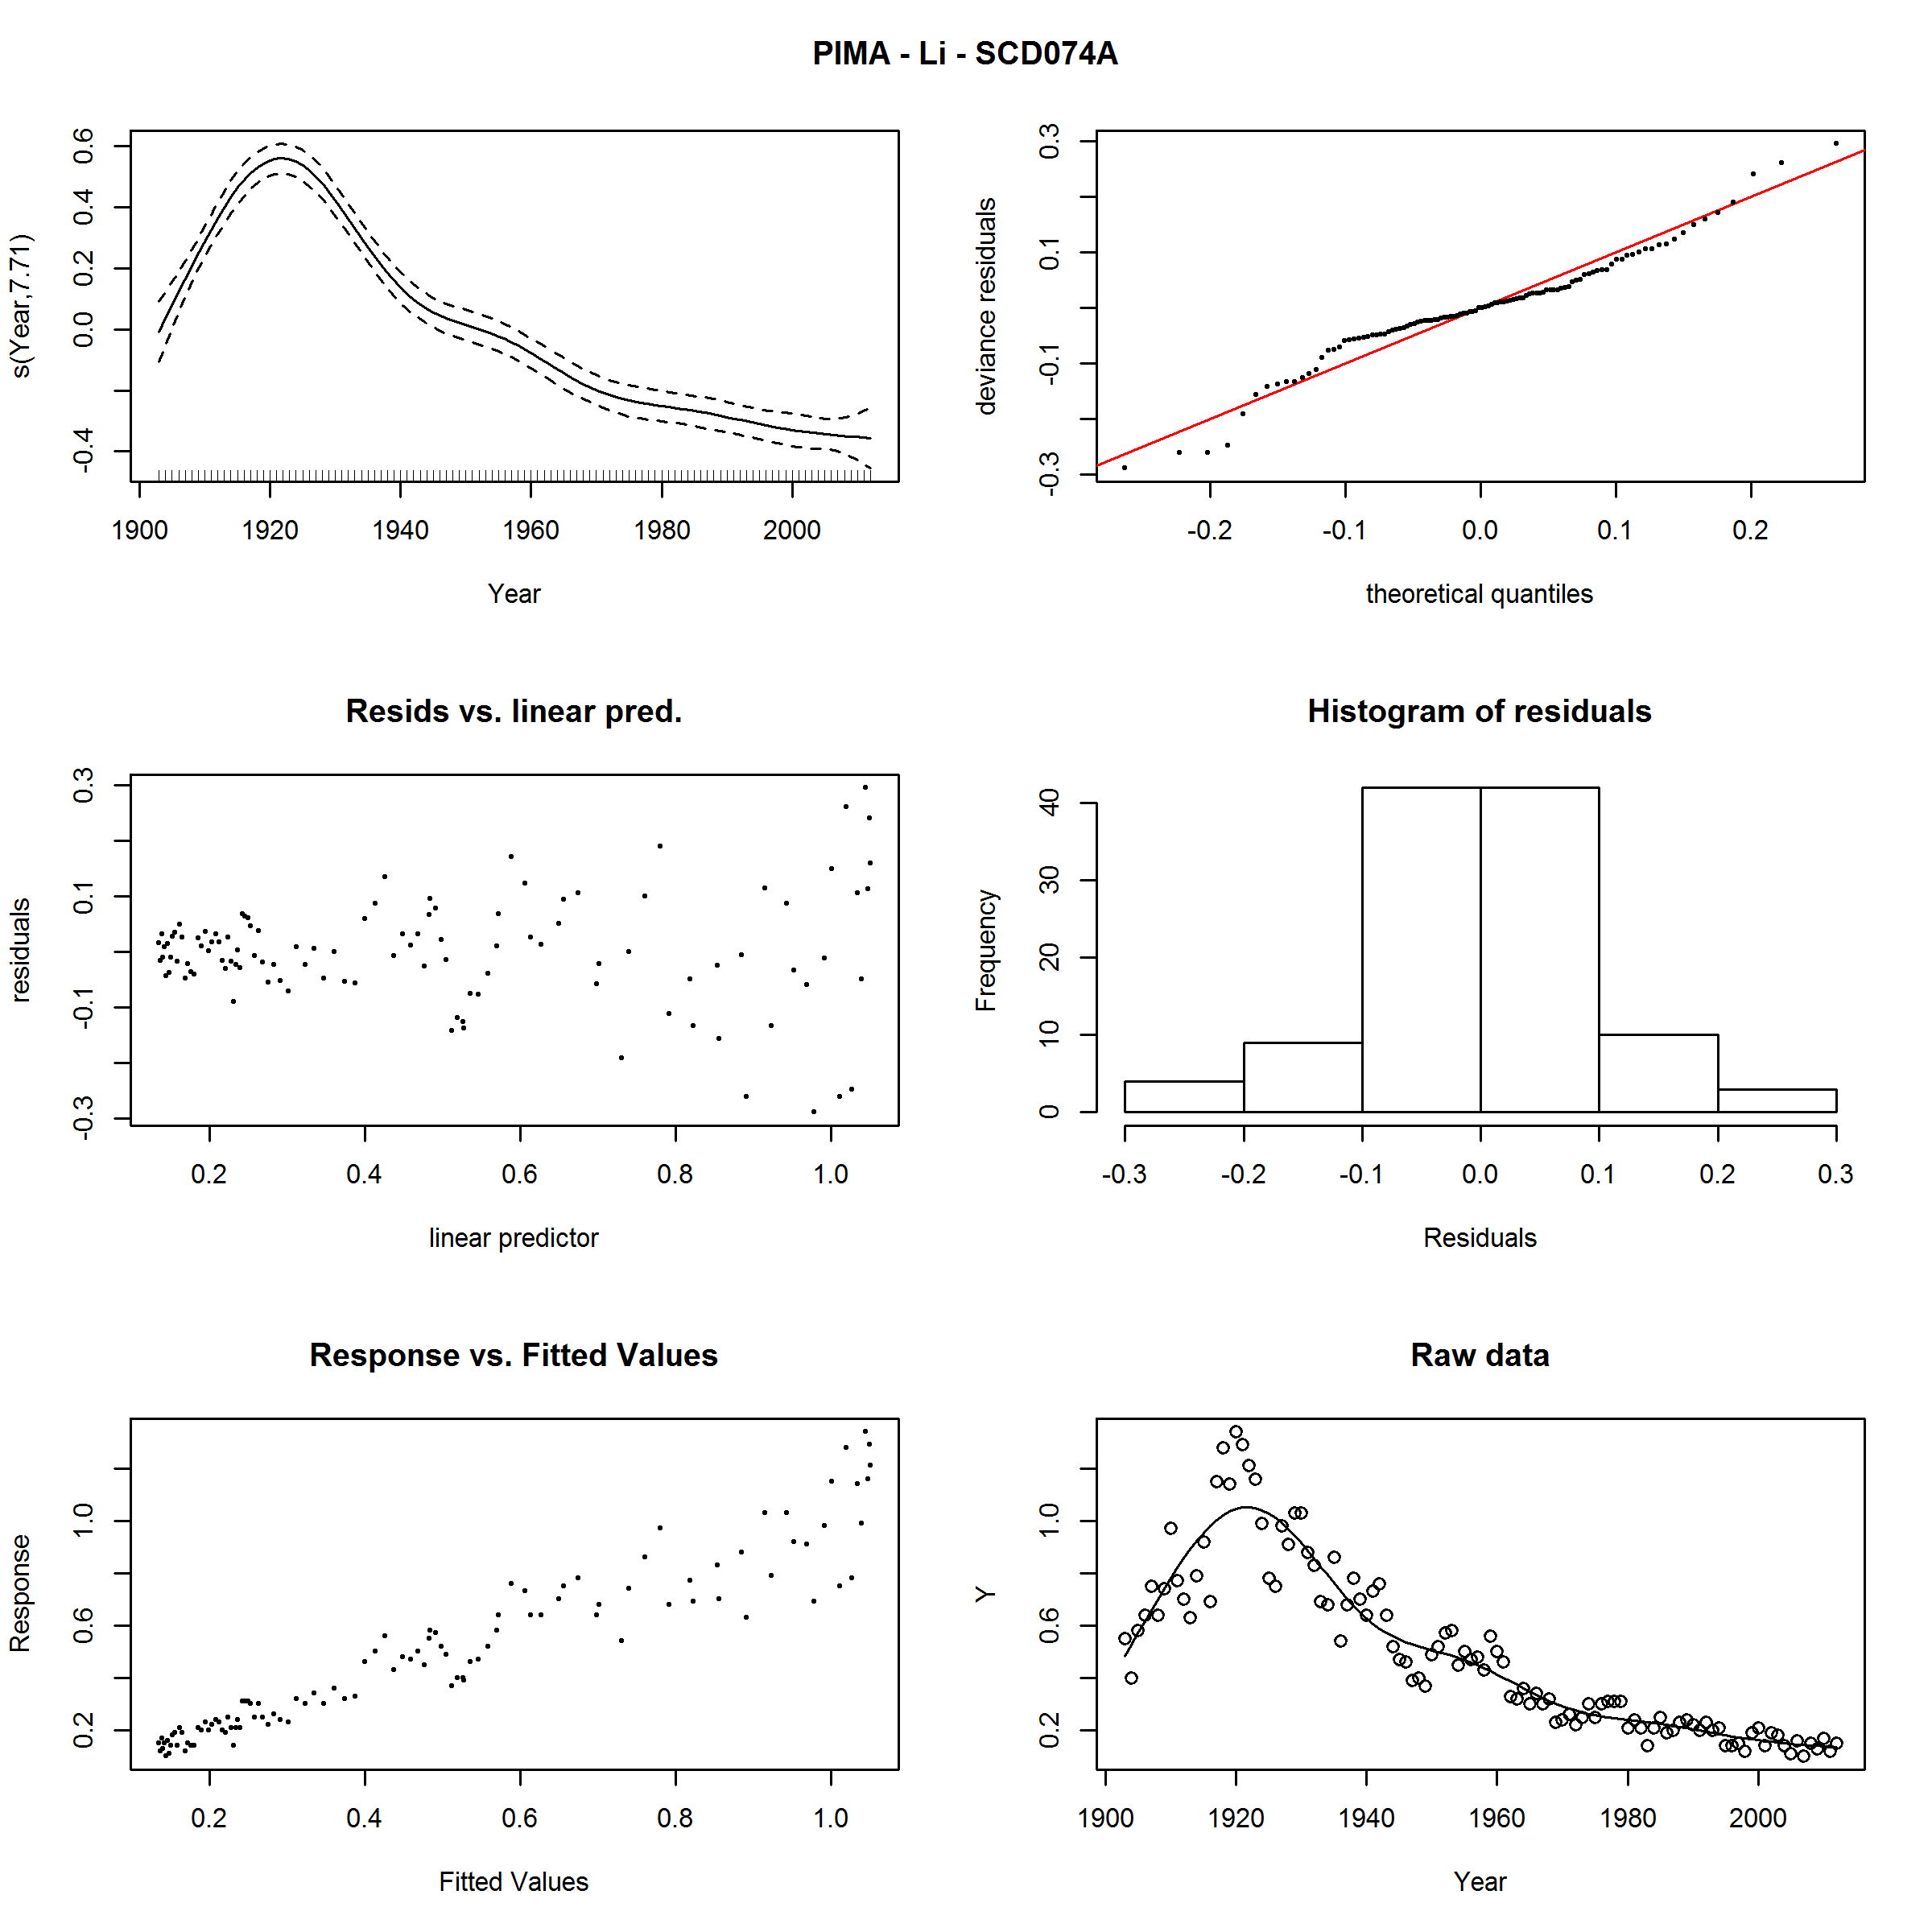 PIMA - Li - SCD074A
s(Year,7.71)
-0.4 0.0 0.2 0.4 0.6
1900 1920 1940 1960 1980 2000
Year
deviance residuals
-0.3 -0.1 0.1 0.3
-0.2 -0.1 0.0 0.1 0.2
theoretical quantiles
Resids vs. linear pred.
residuals
-0.3 -0.1 0.1 0.3
0.2 0.4 0.6 0.8 1.0
linear predictor
Histogram of residuals
Frequency
0 10 20 30 40
-0.3 -0.2 -0.1 0.0 0.1 0.2 0.3
Residuals
Response vs. Fitted Values
Response
0.2 0.6 1.0
0.2 0.4 0.6 0.8 1.0
Fitted Values
Raw data
Y
0.2 0.6 1.0
1900 1920 1940 1960 1980 2000
Year